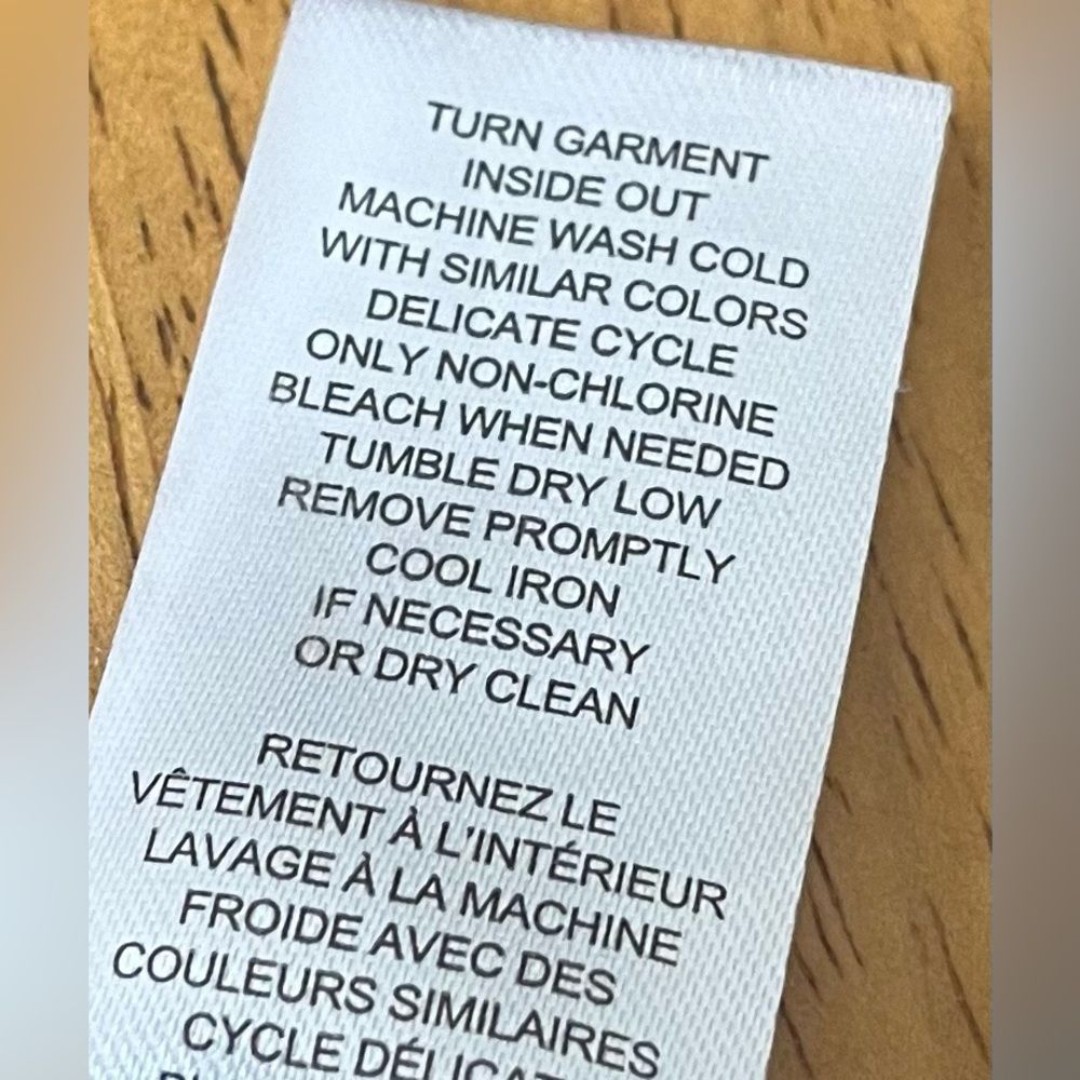 TURN GARMENT
INSIDE OUT
MACHINE WASH COLD
WITH SIMILAR COLORS
DELICATE CYCLE
ONLY NON-CHLORINE
BLEACH WHEN NEEDED
TUMBLE DRY LOW
REMOVE PROMPTLY
COOL IRON
IF NECESSARY
OR DRY CLEAN
RETOURNEZ LE
VÊTEMENT À L'INTÉRIEUR
LAVAGE À LA MACHINE
FROIDE AVEC DES
COULEURS SIMILAIRES
CYCLE